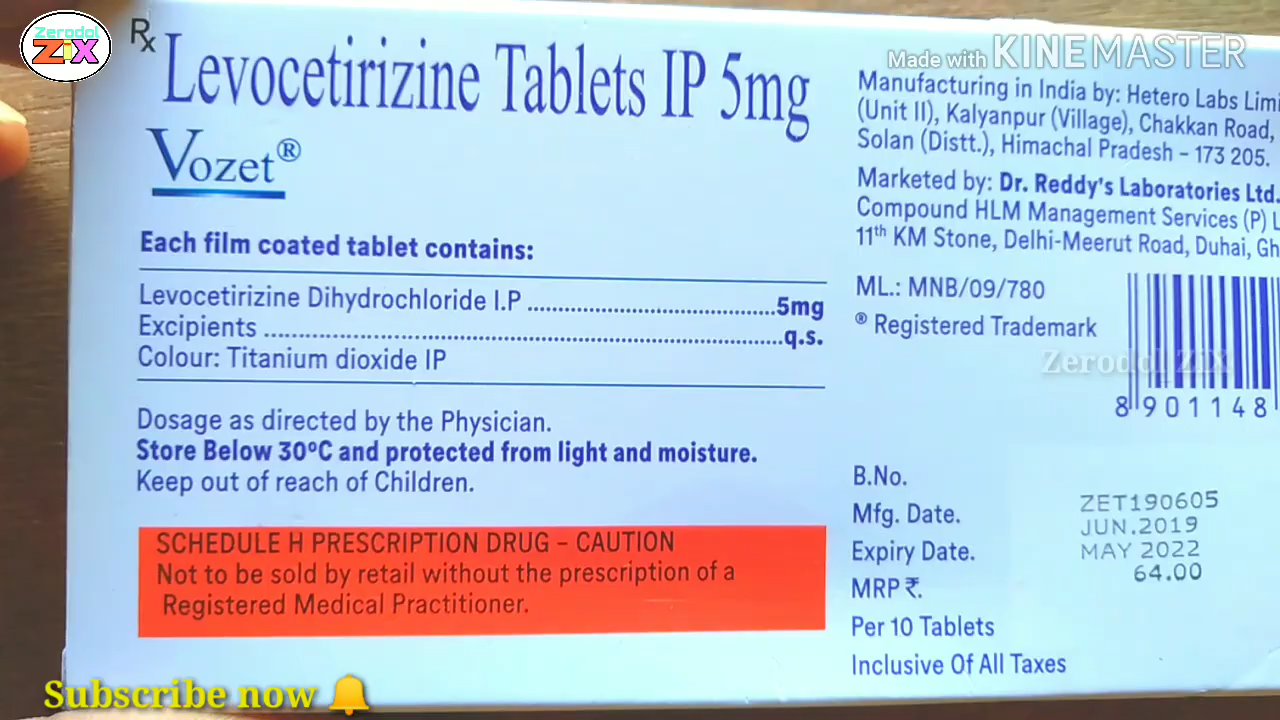 Zerodol
ZiX
Rx
Levocetirizine Tablets IP 5mg
Vozet®
Each film coated tablet contains:
Levocetirizine Dihydrochloride I.P ........................................5mg
Excipients ...............................................................................q.s.
Colour: Titanium dioxide IP
Dosage as directed by the Physician.
Store Below 30ºC and protected from light and moisture.
Keep out of reach of Children.
SCHEDULE H PRESCRIPTION DRUG – CAUTION
Not to be sold by retail without the prescription of a
Registered Medical Practitioner.
Subscribe now 🔔
Made with KINEMASTER
Manufacturing in India by: Hetero Labs
(Unit II), Kalyanpur (Village), Chakkan Road,
Solan (Distt.), Himachal Pradesh – 173 205.
Marketed by: Dr. Reddy's Laboratories Ltd.
Compound HLM Management Services (P)
11th KM Stone, Delhi-Meerut Road, Duhai,
ML.: MNB/09/780
® Registered Trademark
Zerodol ZiX
8 901148
B.No. ZET190605
Mfg. Date. JUN.2019
Expiry Date. MAY 2022
MRP ₹. 64.00
Per 10 Tablets
Inclusive Of All Taxes